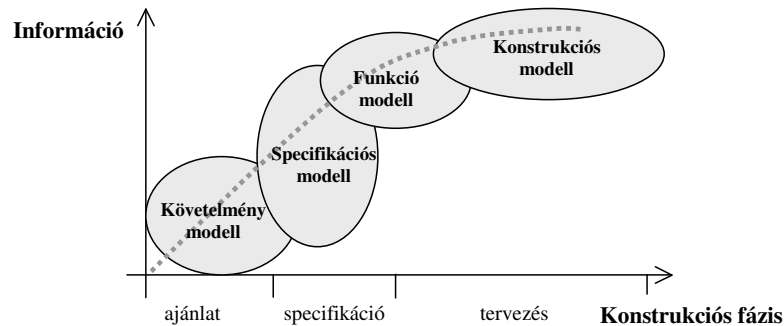 Információ
Konstrukciós
modell
Funkció
modell
Specifikációs
modell
Követelmény
modell
ajánlat
specifikáció
tervezés
Konstrukciós fázis